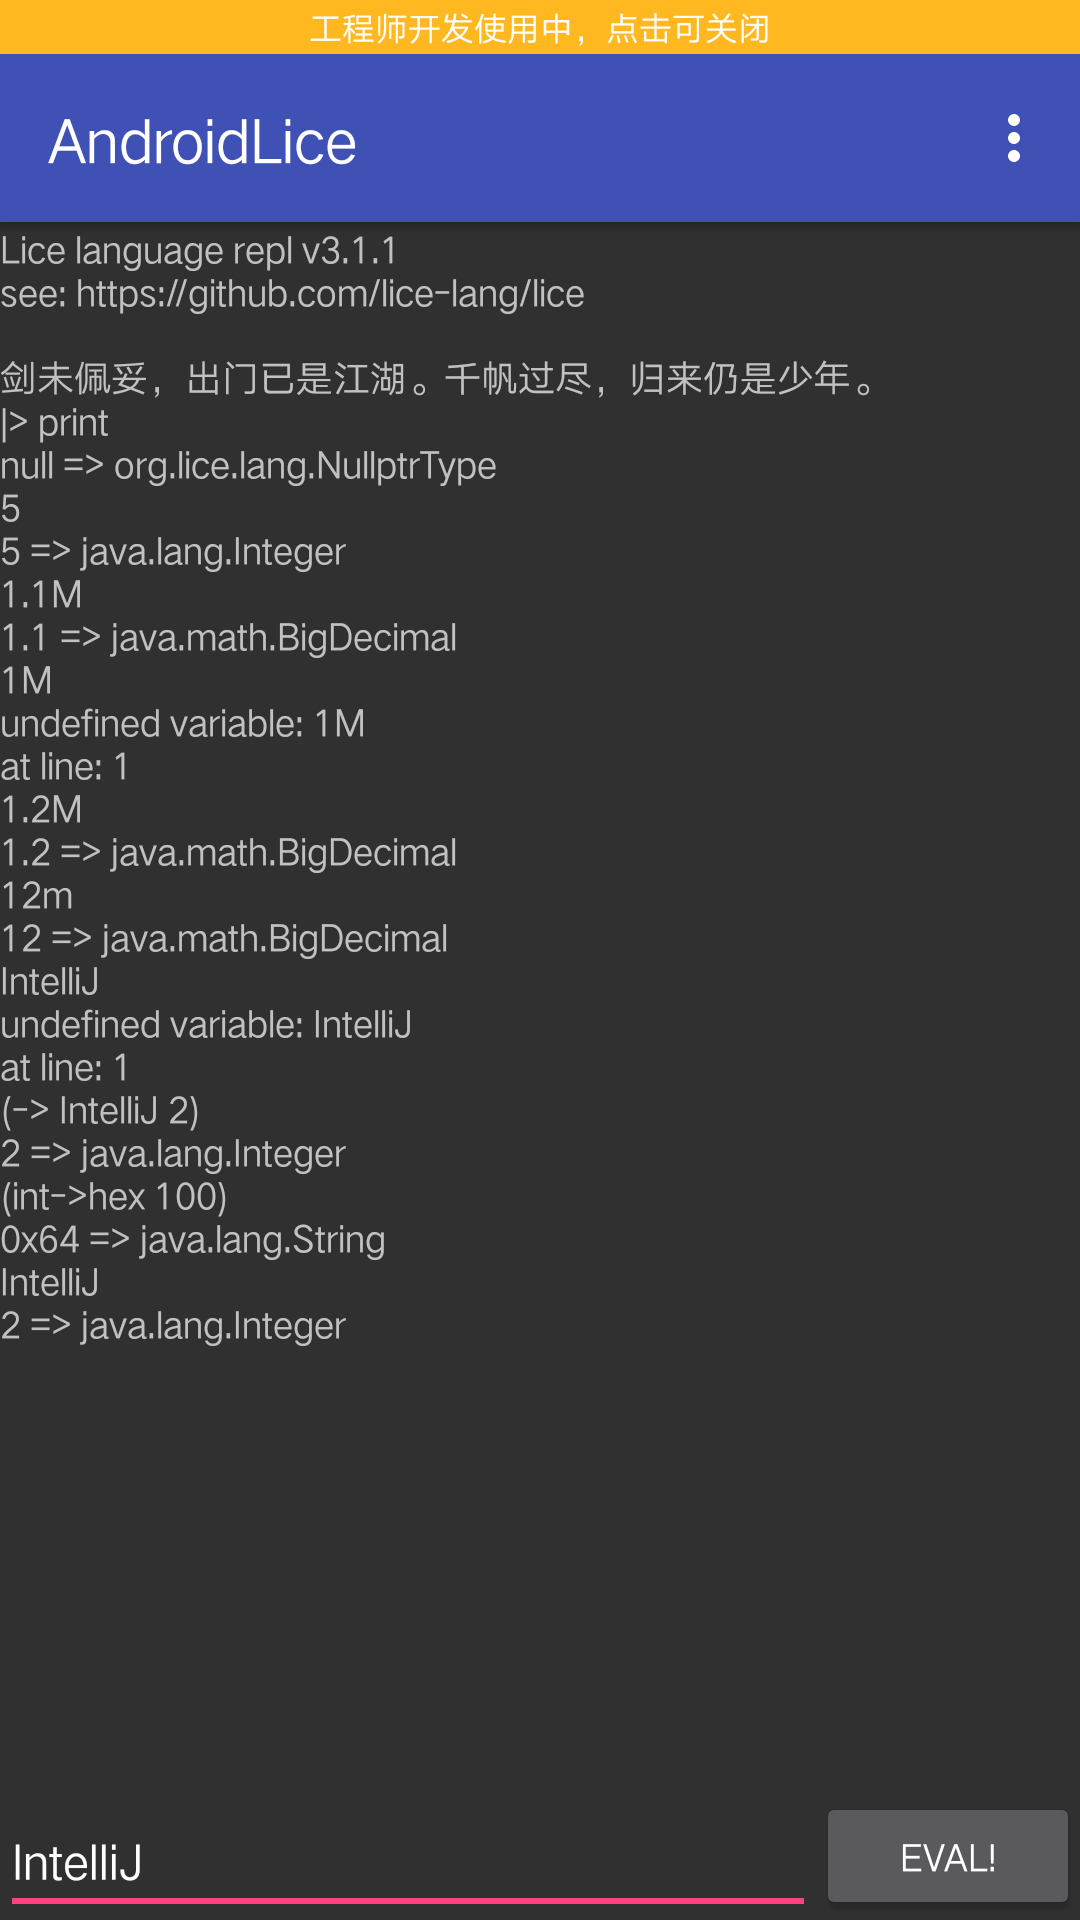 工程师开发使用中，点击可关闭
AndroidLice
Lice language repl v3.1.1
see: https://github.com/lice-lang/lice
剑未佩妥，出门已是江湖。千帆过尽，归来仍是少年。
|> print
null => org.lice.lang.NullptrType
5
5 => java.lang.Integer
1.1M
1.1 => java.math.BigDecimal
1M
undefined variable: 1M
at line: 1
1.2M
1.2 => java.math.BigDecimal
12m
12 => java.math.BigDecimal
IntelliJ
undefined variable: IntelliJ
at line: 1
(-> IntelliJ 2)
2 => java.lang.Integer
(int->hex 100)
0x64 => java.lang.String
IntelliJ
2 => java.lang.Integer
IntelliJ
EVAL!